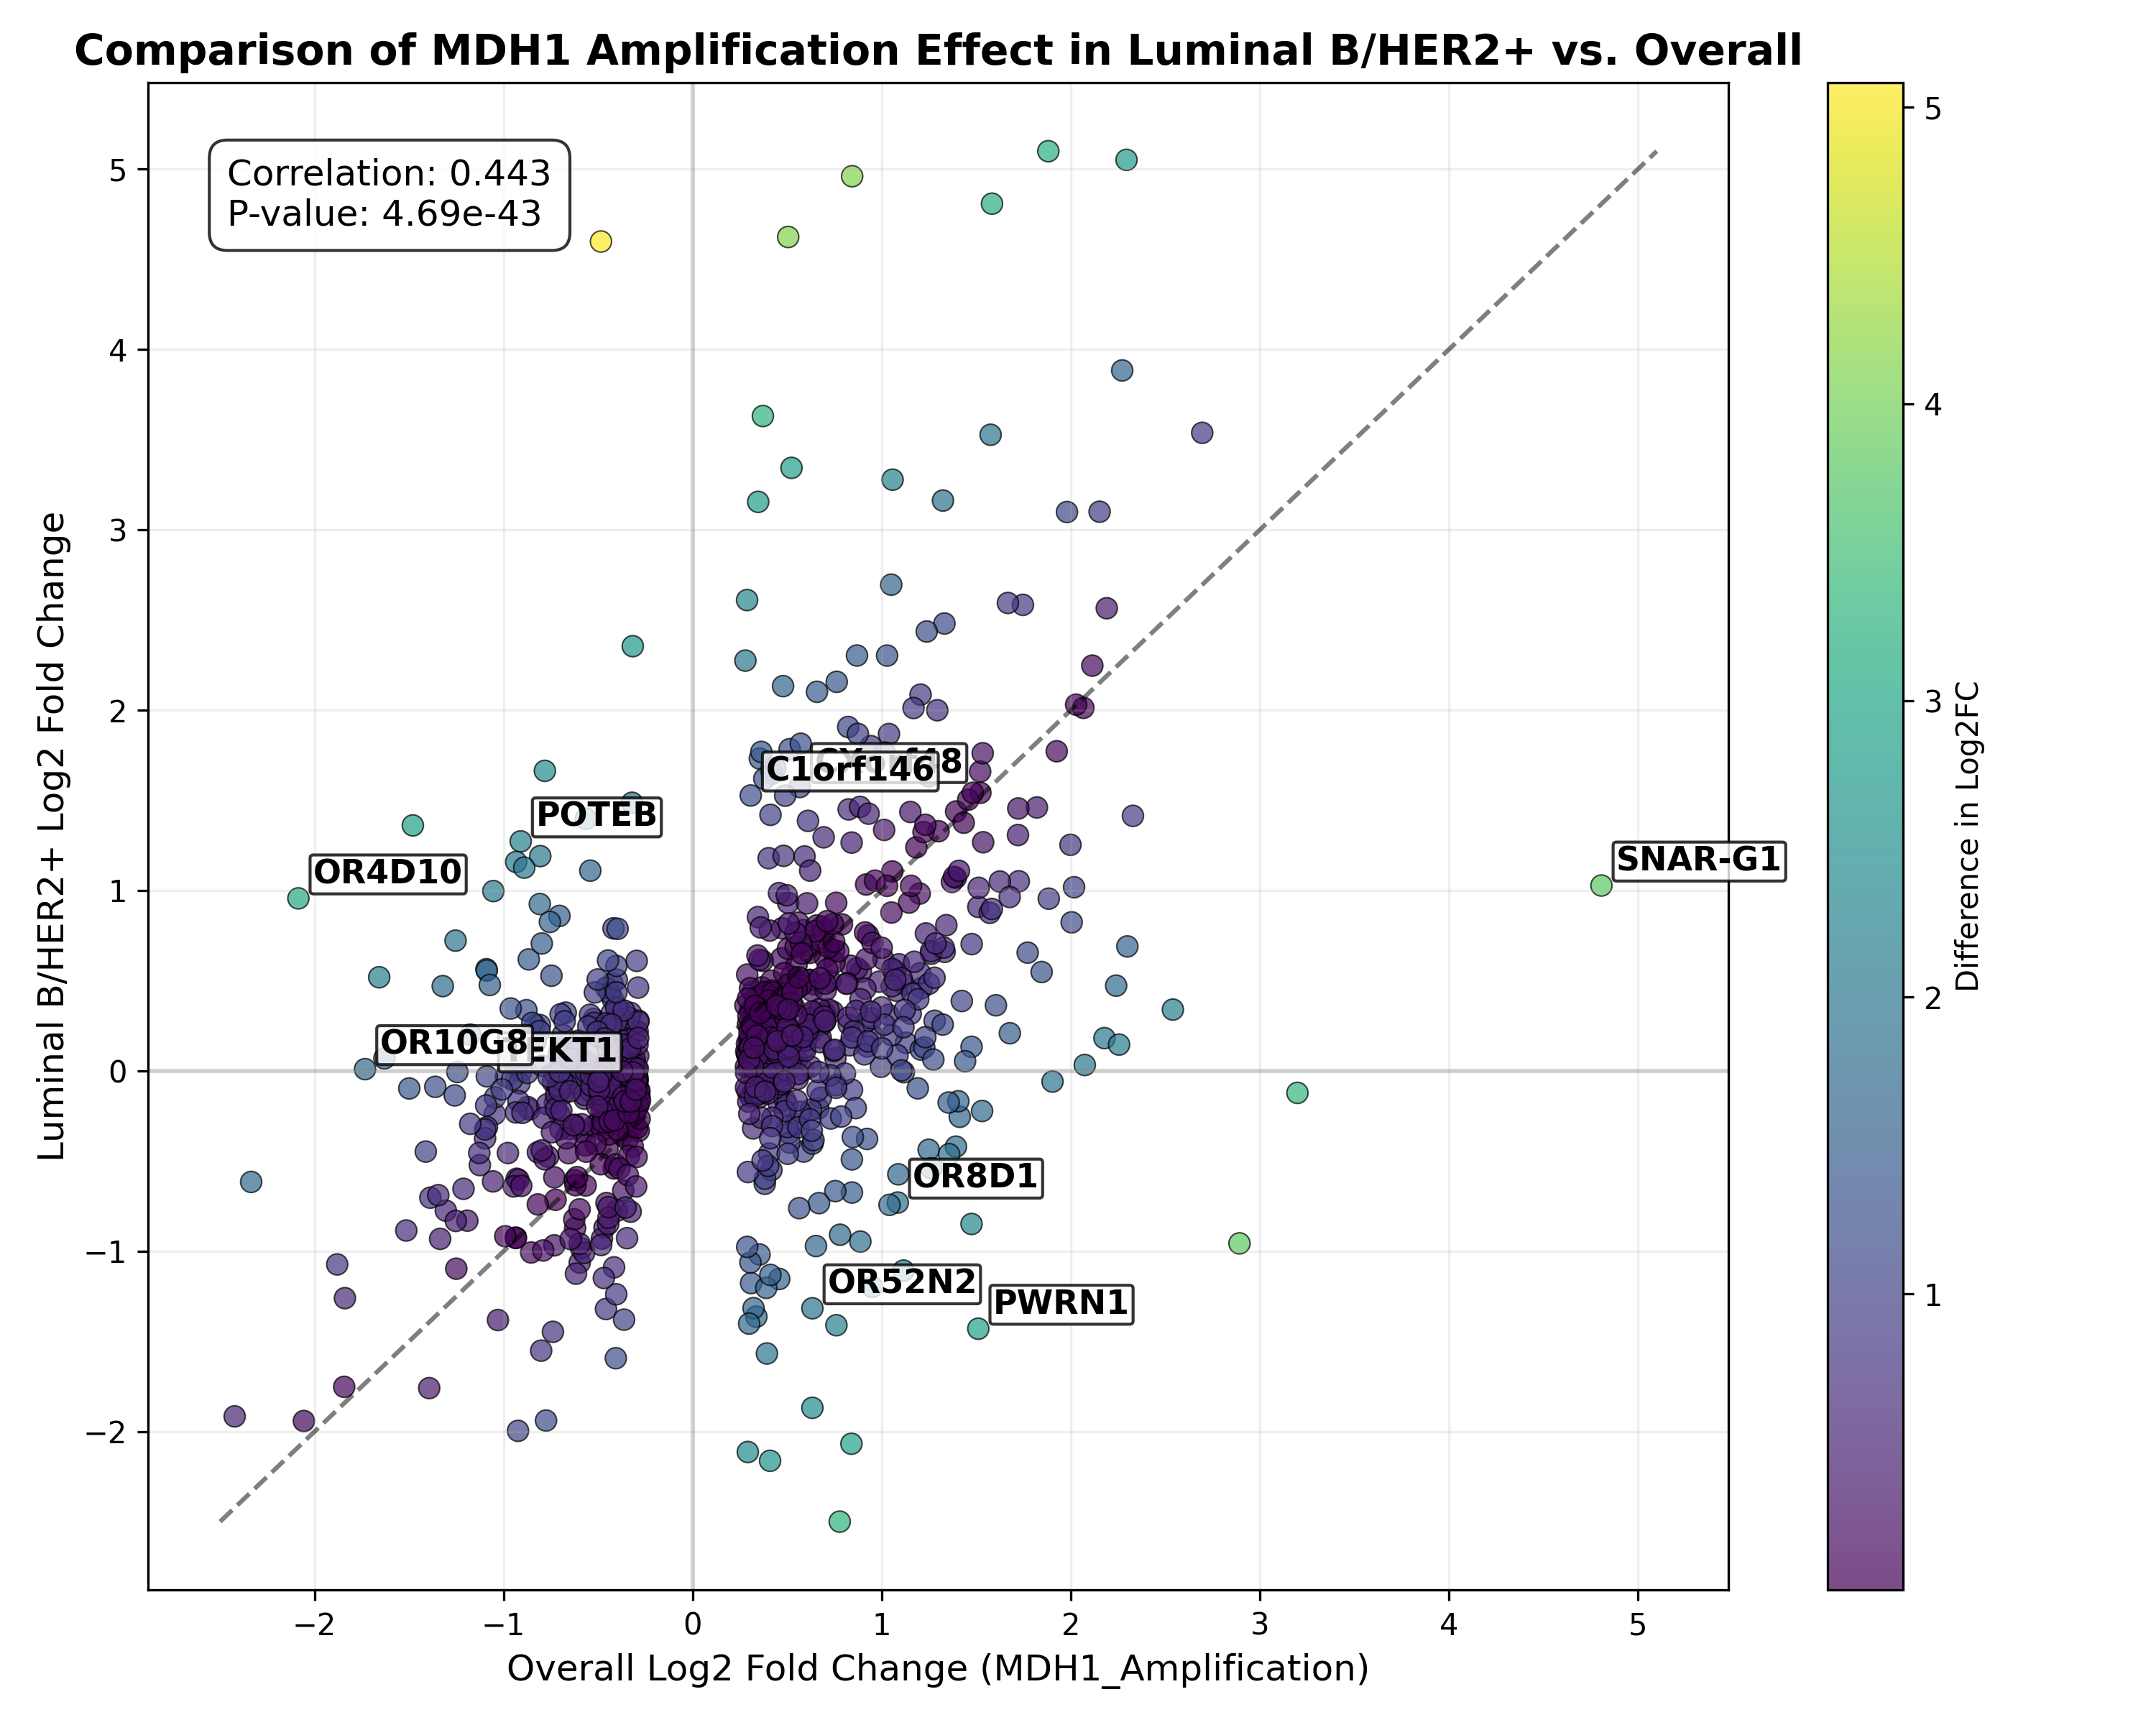 Comparison of MDH1 Amplification Effect in Luminal B/HER2+ vs. Overall
Correlation: 0.443
P-value: 4.69e-43
Luminal B/HER2+ Log2 Fold Change
5
4
3
2
1
0
−1
−2
C1orf146
POTEB
OR4D10
SNAR-G1
OR10G8
OR8D1
OR52N2
PWRN1
−2
−1
0
1
2
3
4
5
Overall Log2 Fold Change (MDH1_Amplification)
5
4
3
2
1
Difference in Log2FC